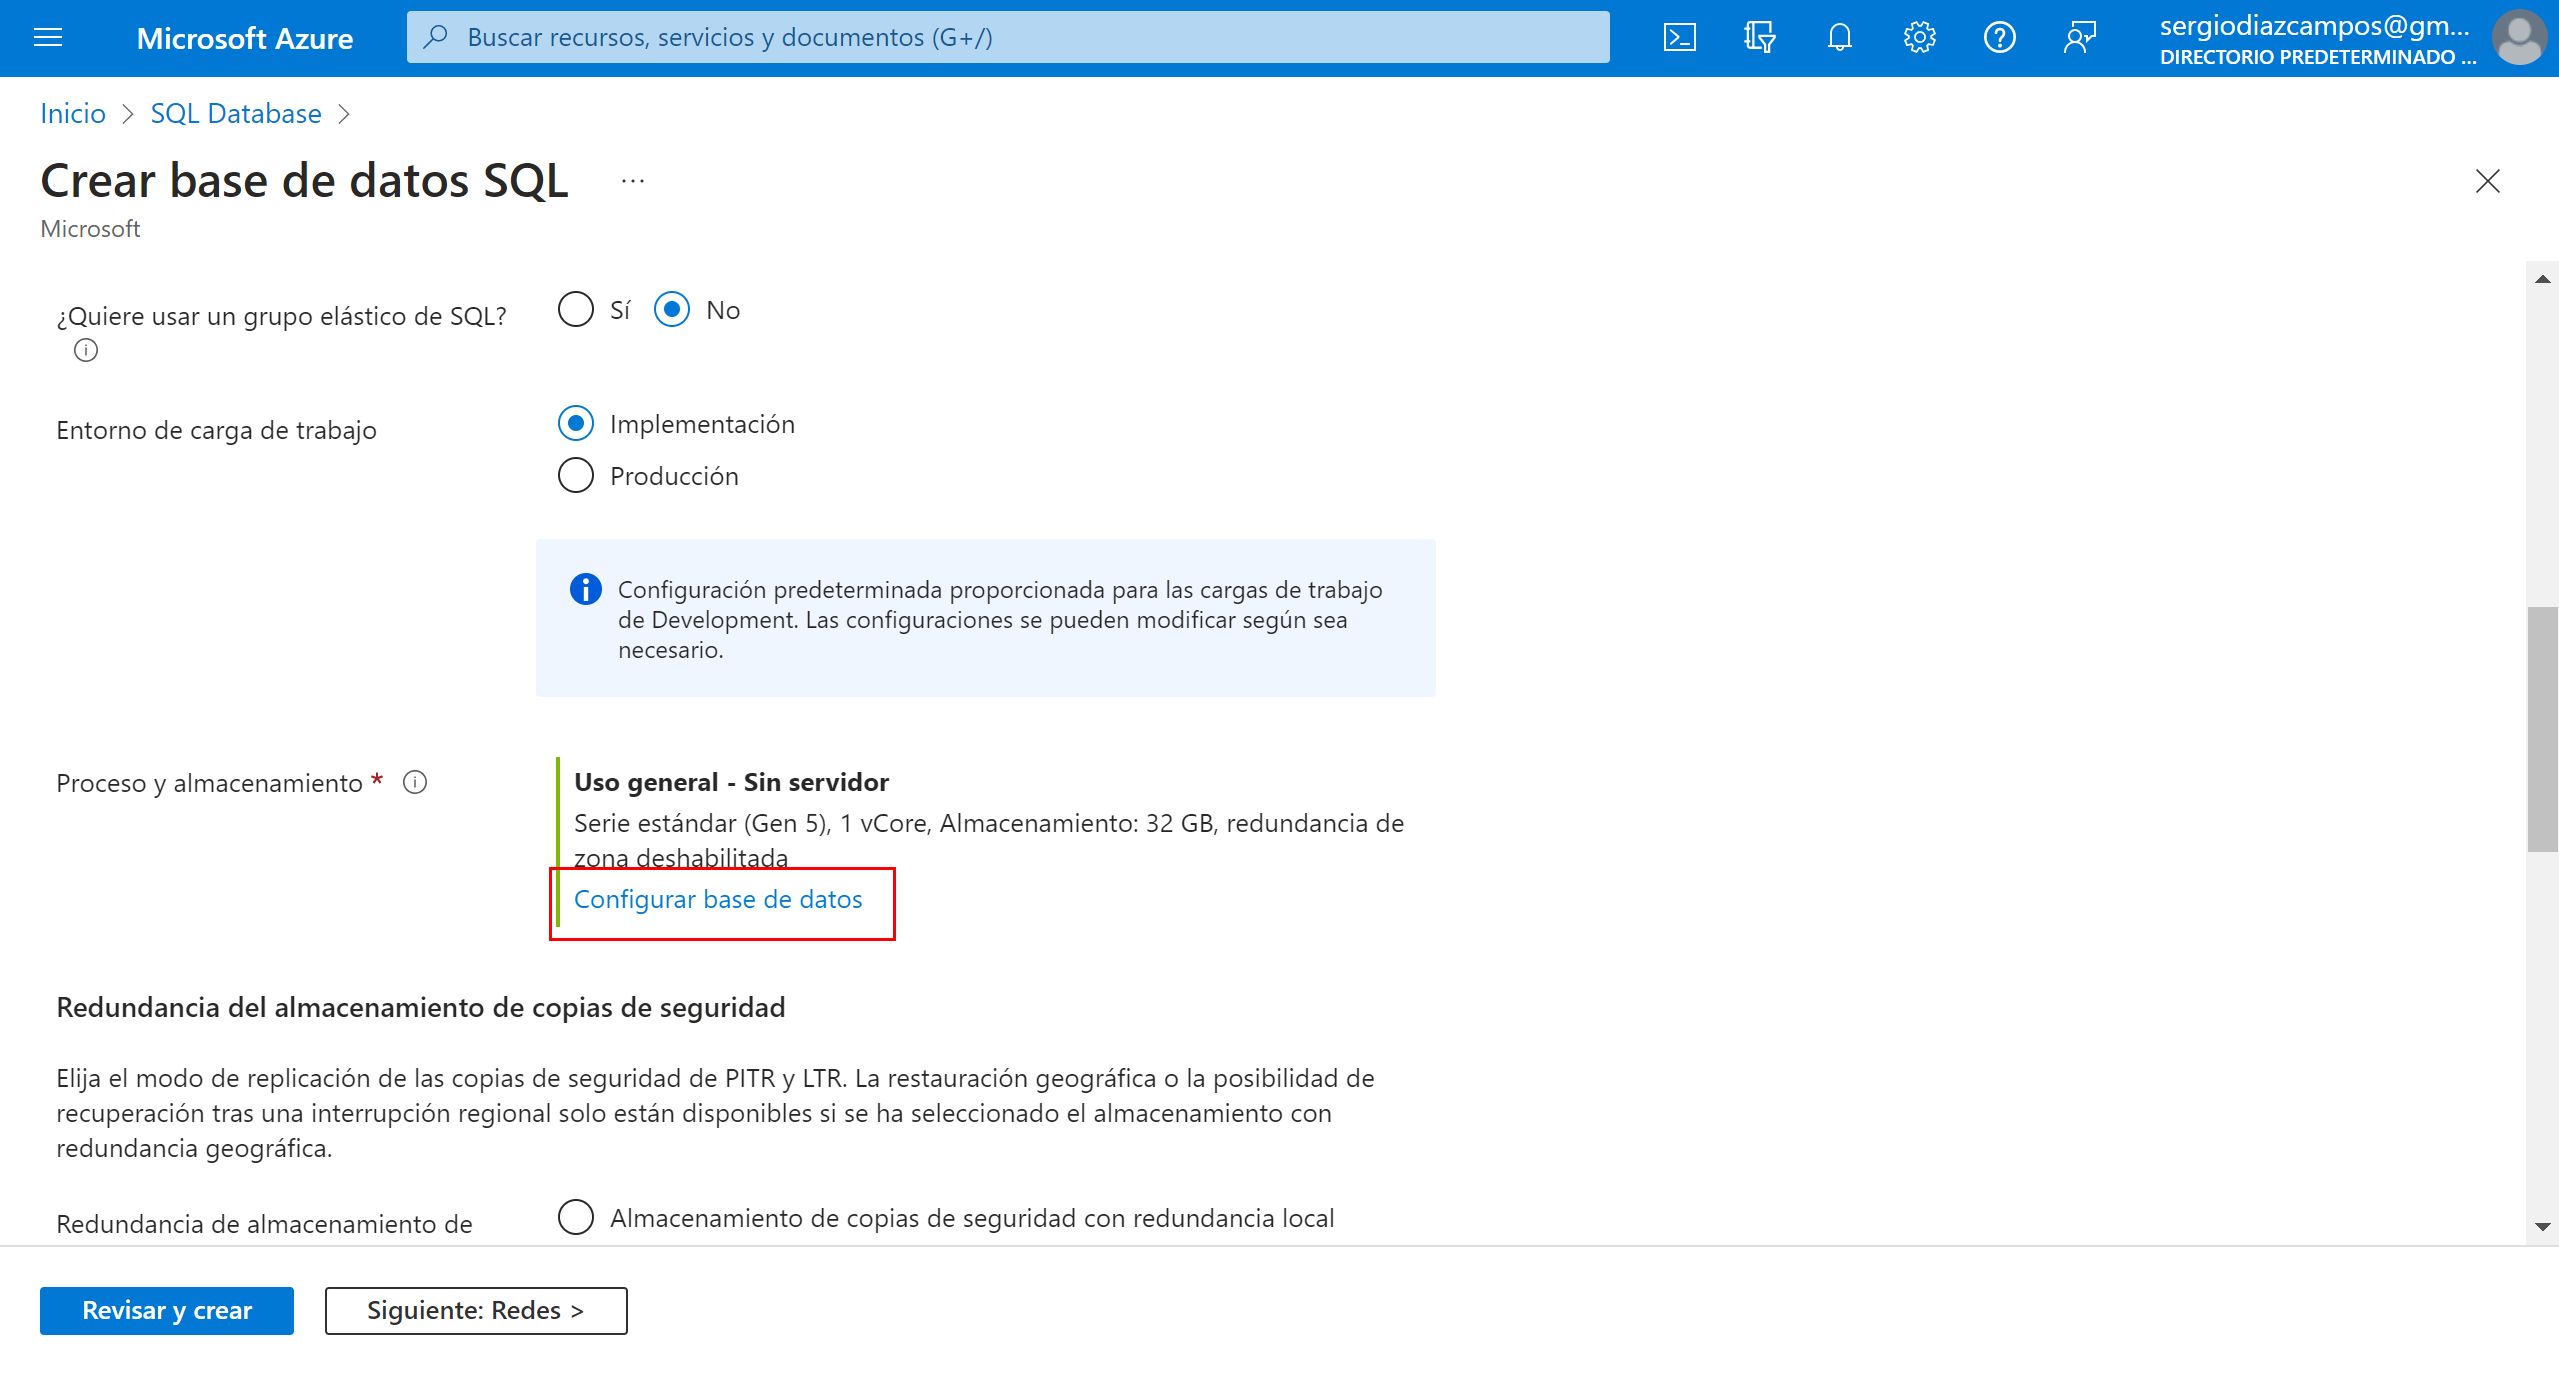 Microsoft Azure
Buscar recursos, servicios y documentos (G+/)
sergiodiazcampos@gm...
DIRECTORIO PREDETERMINADO ...
Inicio > SQL Database >
Crear base de datos SQL ...
Microsoft
¿Quiere usar un grupo elástico de SQL?
Sí
No
Entorno de carga de trabajo
Implementación
Producción
Configuración predeterminada proporcionada para las cargas de trabajo
de Development. Las configuraciones se pueden modificar según sea
necesario.
Proceso y almacenamiento *
Uso general - Sin servidor
Serie estándar (Gen 5), 1 vCore, Almacenamiento: 32 GB, redundancia de
zona deshabilitada
Configurar base de datos
Redundancia del almacenamiento de copias de seguridad
Elija el modo de replicación de las copias de seguridad de PITR y LTR. La restauración geográfica o la posibilidad de
recuperación tras una interrupción regional solo están disponibles si se ha seleccionado el almacenamiento con
redundancia geográfica.
Redundancia de almacenamiento de
Almacenamiento de copias de seguridad con redundancia local
Revisar y crear
Siguiente: Redes >